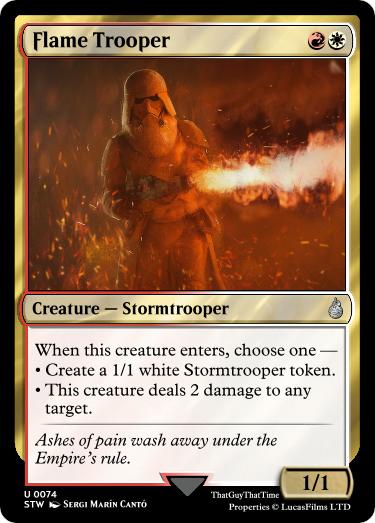 Flame Trooper
Creature — Stormtrooper
When this creature enters, choose one —
• Create a 1/1 white Stormtrooper token.
• This creature deals 2 damage to any
target.
Ashes of pain wash away under the
Empire's rule.
1/1
U 0074
STW Sergi Marín Cantó
ThatGuyThatTime
Properties © LucasFilms LTD